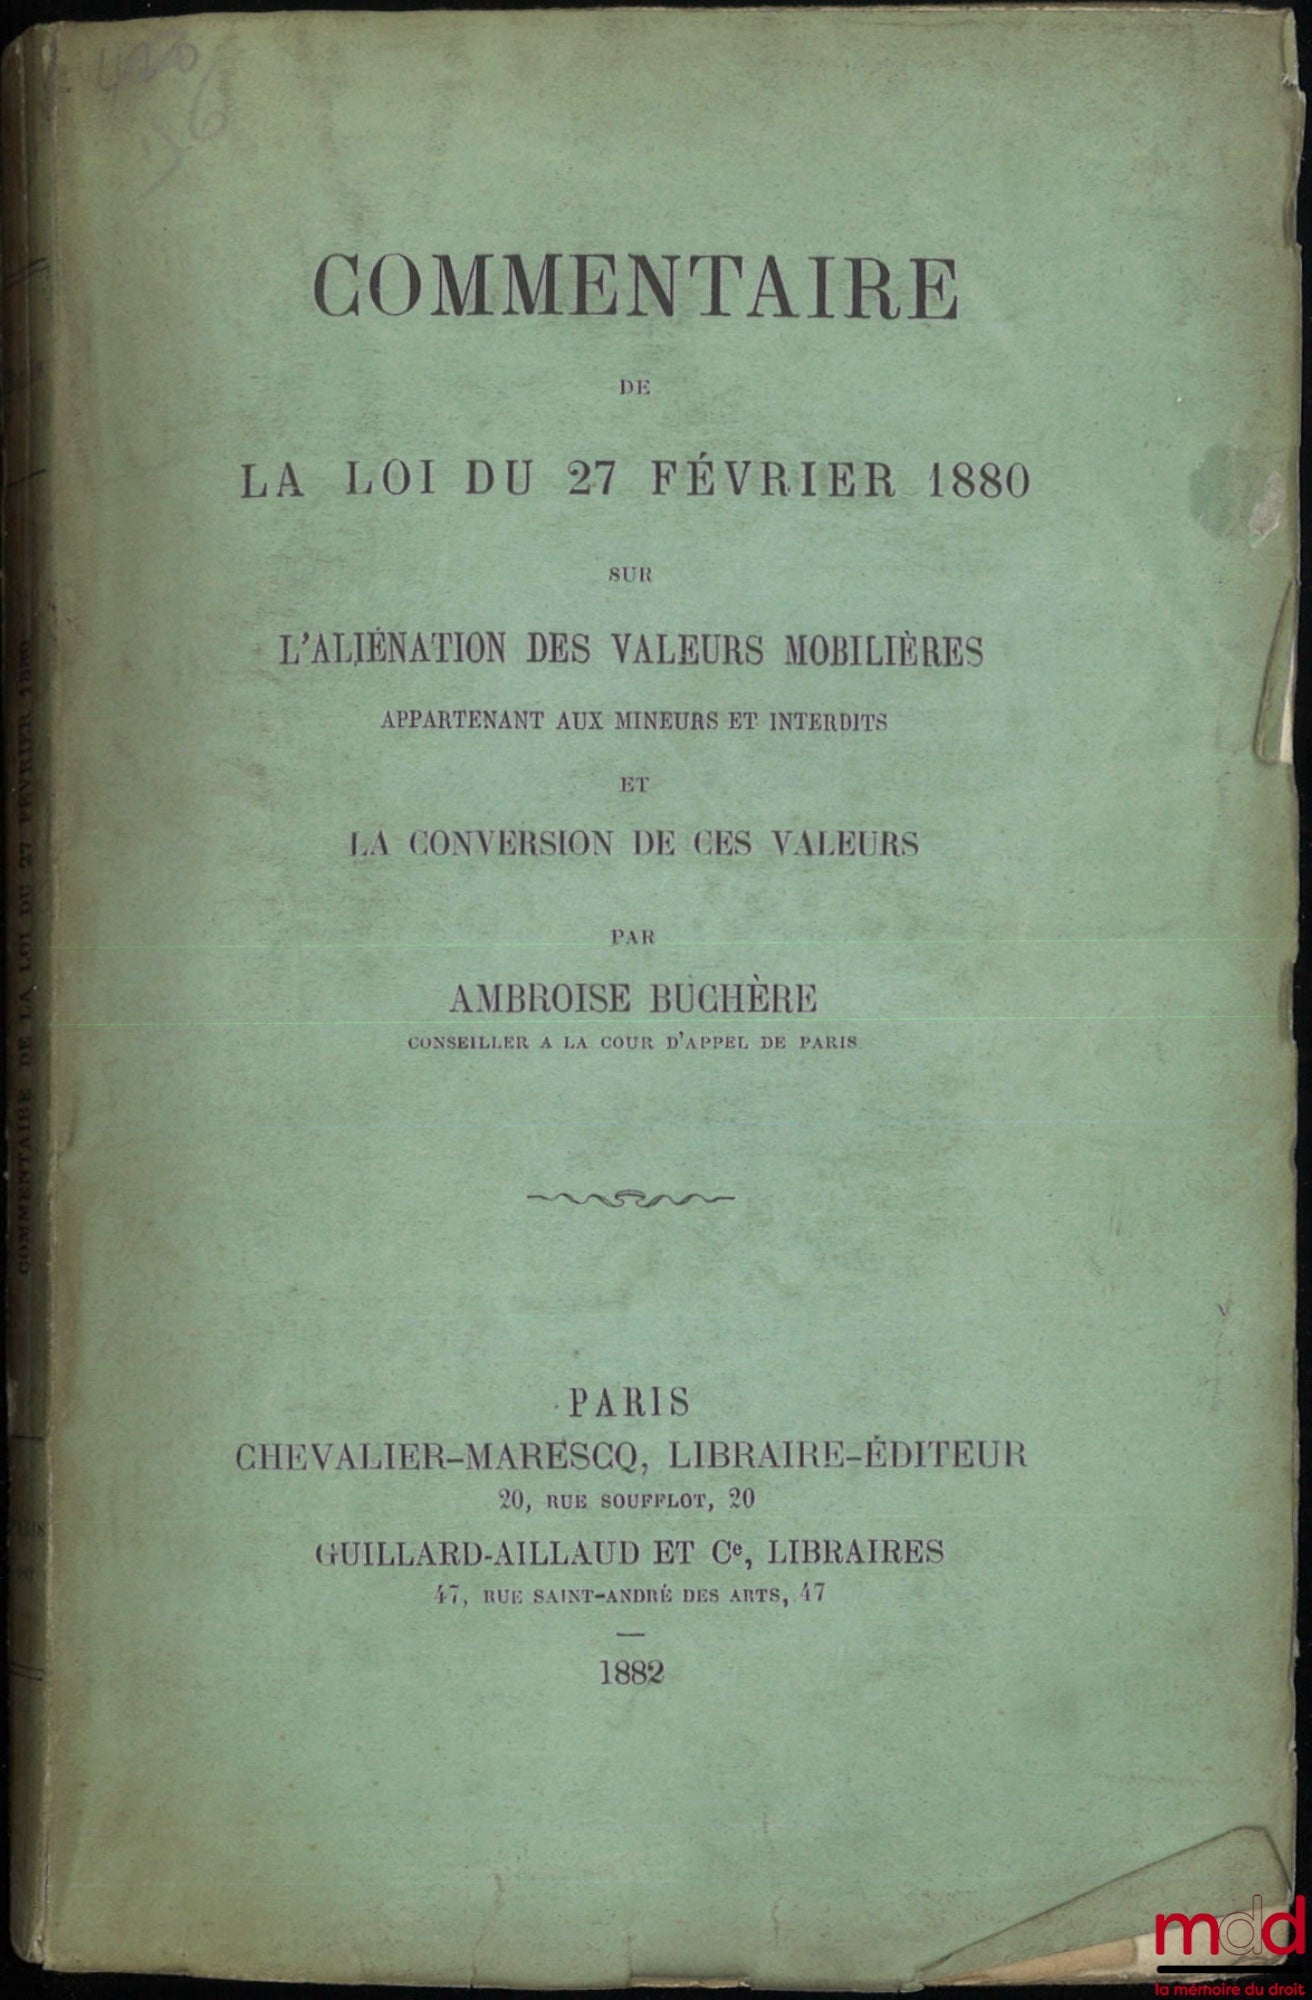 COMMENTAIRE
DE
LA LOI DU 27 FÉVRIER 1880
SUR
L'ALIÉNATION DES VALEURS MOBILIÈRES
APPARTENANT AUX MINEURS ET INTERDITS
ET
LA CONVERSION DE CES VALEURS
PAR
AMBROISE BUCHÈRE
CONSEILLER A LA COUR D'APPEL DE PARIS
PARIS
CHEVALIER-MARESCQ, LIBRAIRE-ÉDITEUR
20, RUE SOUFFLOT, 20
GUILLARD-AILLAUD ET Cᵉ, LIBRAIRES
47, RUE SAINT-ANDRÉ DES ARTS, 47
1882
COMMENTAIRE DE LA LOI DU 27 FÉVRIER 1880
PARIS
mdd
la mémoire du droit